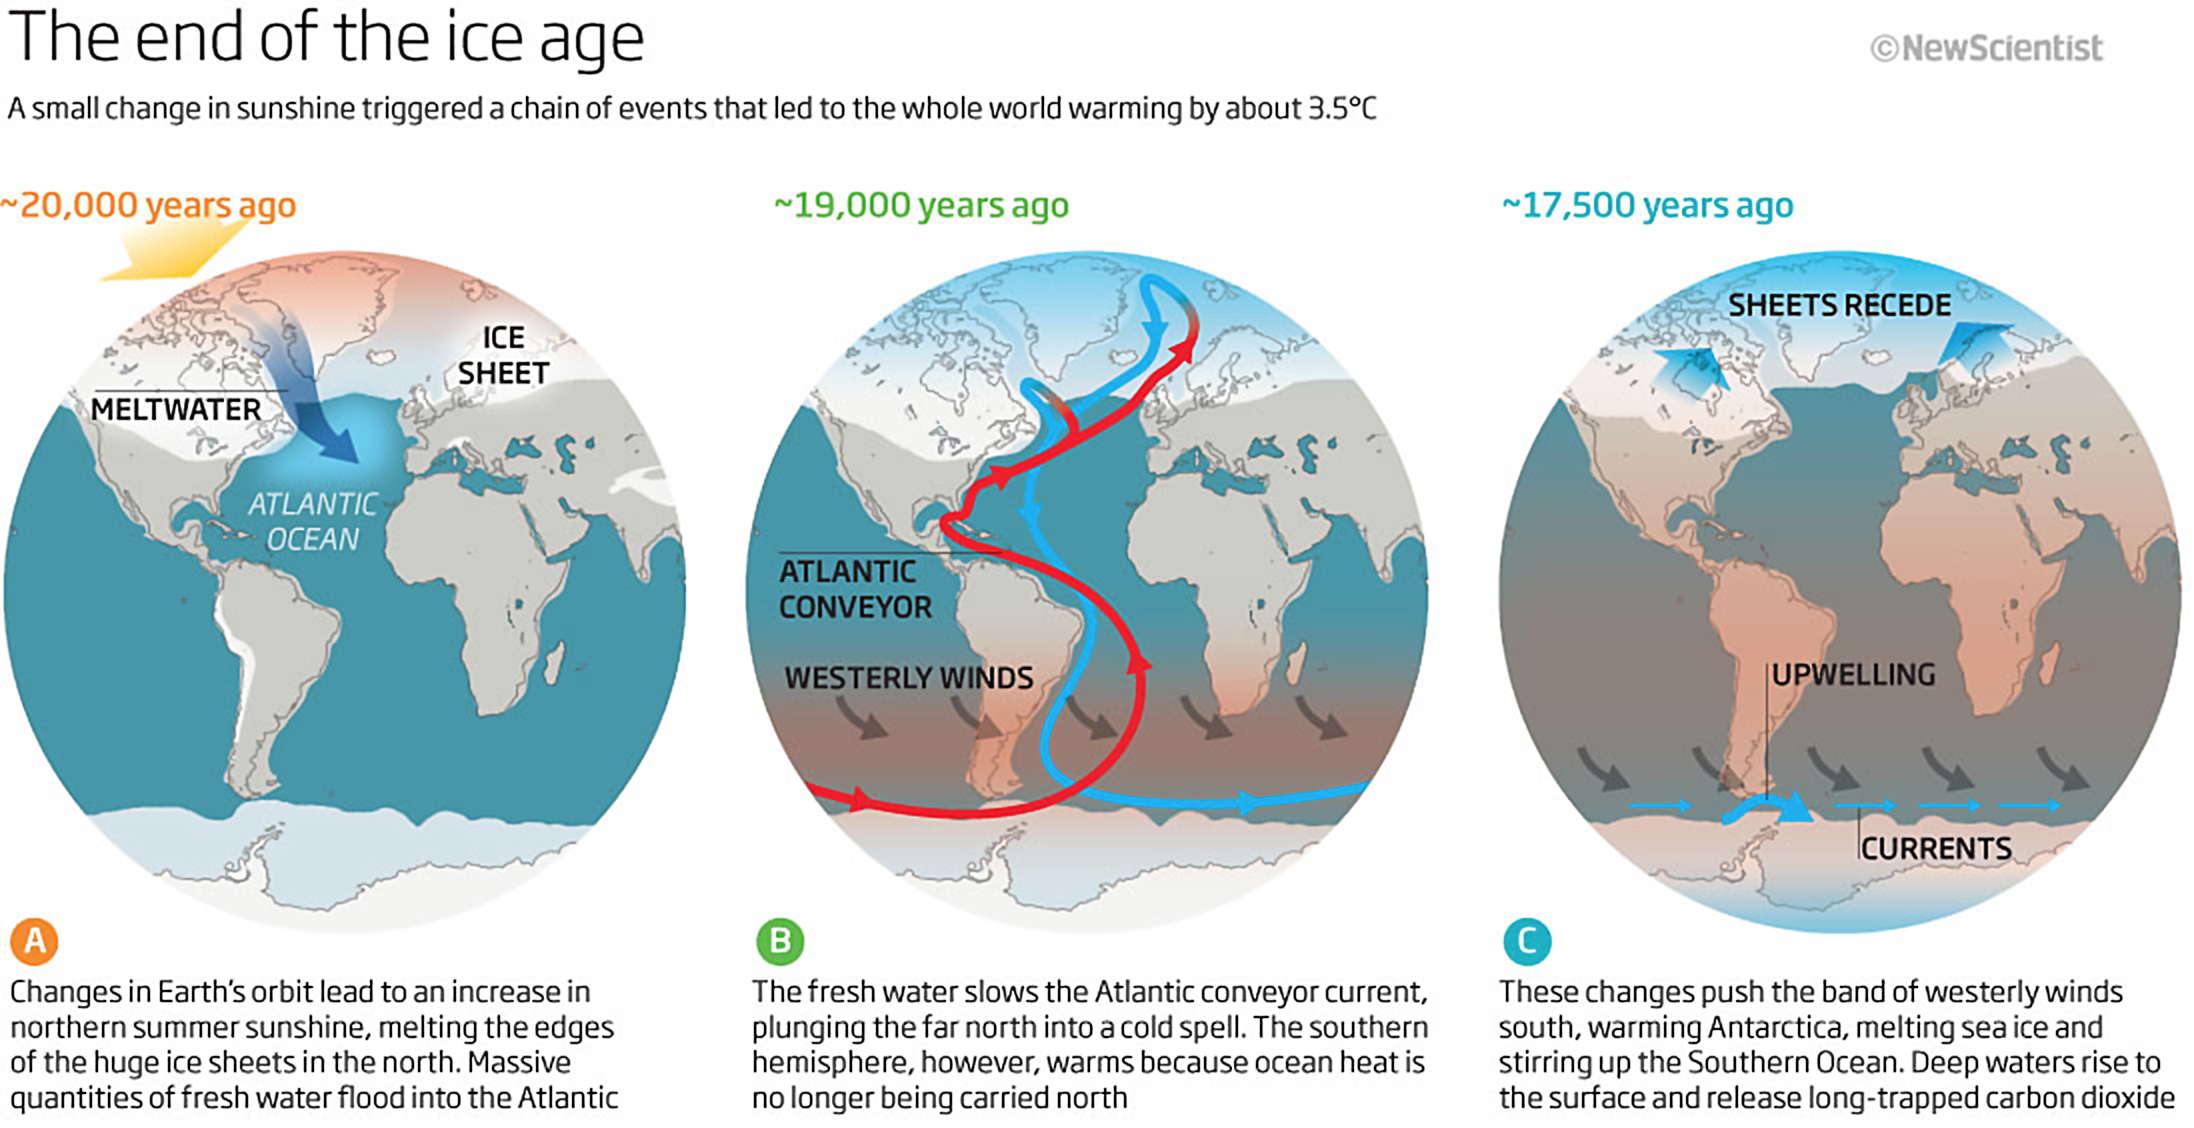 The end of the ice age
©NewScientist
A small change in sunshine triggered a chain of events that led to the whole world warming by about 3.5°C
~20,000 years ago
ICE
SHEET
MELTWATER
ATLANTIC
OCEAN
A
Changes in Earth's orbit lead to an increase in
northern summer sunshine, melting the edges
of the huge ice sheets in the north. Massive
quantities of fresh water flood into the Atlantic
~19,000 years ago
ATLANTIC
CONVEYOR
WESTERLY WINDS
B
The fresh water slows the Atlantic conveyor current,
plunging the far north into a cold spell. The southern
hemisphere, however, warms because ocean heat is
no longer being carried north
~17,500 years ago
SHEETS RECEDE
UPWELLING
CURRENTS
C
These changes push the band of westerly winds
south, warming Antarctica, melting sea ice and
stirring up the Southern Ocean. Deep waters rise to
the surface and release long-trapped carbon dioxide